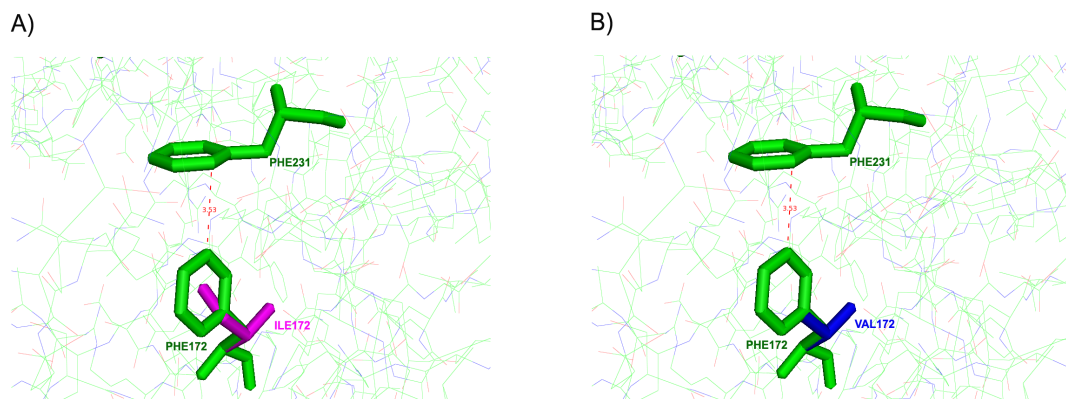 A)
B)
PHE231
3.53
ILE172
PHE172
PHE231
3.53
VAL172
PHE172